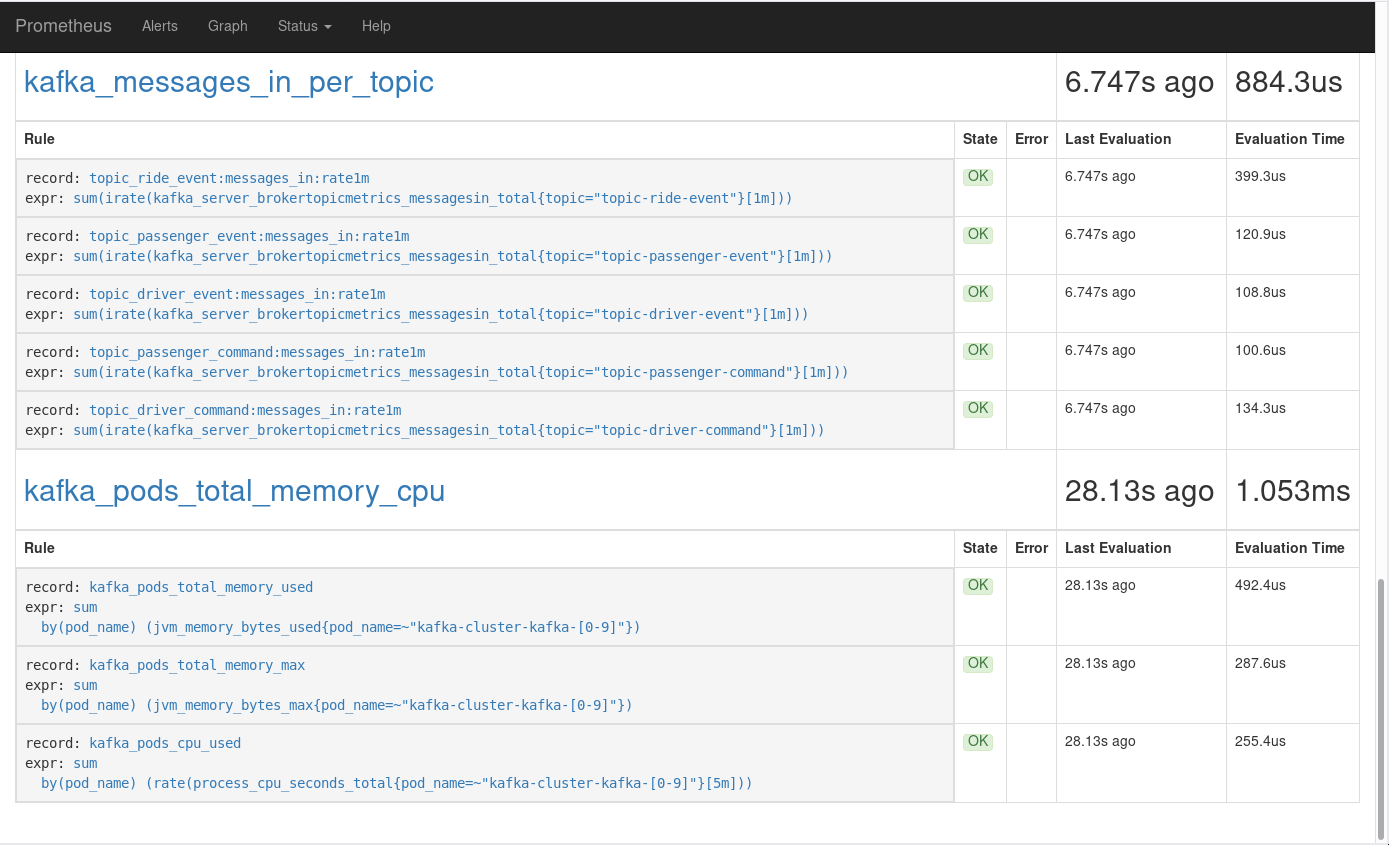 Prometheus Alerts Graph Status Help
kafka_messages_in_per_topic 6.747s ago 884.3us
Rule State Error Last Evaluation Evaluation Time
record: topic_ride_event:messages_in:rate1m OK 6.747s ago 399.3us
expr: sum(irate(kafka_server_brokertopicmetrics_messagesin_total{topic="topic-ride-event"}[1m]))
record: topic_passenger_event:messages_in:rate1m OK 6.747s ago 120.9us
expr: sum(irate(kafka_server_brokertopicmetrics_messagesin_total{topic="topic-passenger-event"}[1m]))
record: topic_driver_event:messages_in:rate1m OK 6.747s ago 108.8us
expr: sum(irate(kafka_server_brokertopicmetrics_messagesin_total{topic="topic-driver-event"}[1m]))
record: topic_passenger_command:messages_in:rate1m OK 6.747s ago 100.6us
expr: sum(irate(kafka_server_brokertopicmetrics_messagesin_total{topic="topic-passenger-command"}[1m]))
record: topic_driver_command:messages_in:rate1m OK 6.747s ago 134.3us
expr: sum(irate(kafka_server_brokertopicmetrics_messagesin_total{topic="topic-driver-command"}[1m]))
kafka_pods_total_memory_cpu 28.13s ago 1.053ms
Rule State Error Last Evaluation Evaluation Time
record: kafka_pods_total_memory_used OK 28.13s ago 492.4us
expr: sum
by(pod_name) (jvm_memory_bytes_used{pod_name=~"kafka-cluster-kafka-[0-9]"})
record: kafka_pods_total_memory_max OK 28.13s ago 287.6us
expr: sum
by(pod_name) (jvm_memory_bytes_max{pod_name=~"kafka-cluster-kafka-[0-9]"})
record: kafka_pods_cpu_used OK 28.13s ago 255.4us
expr: sum
by(pod_name) (rate(process_cpu_seconds_total{pod_name=~"kafka-cluster-kafka-[0-9]"}[5m]))